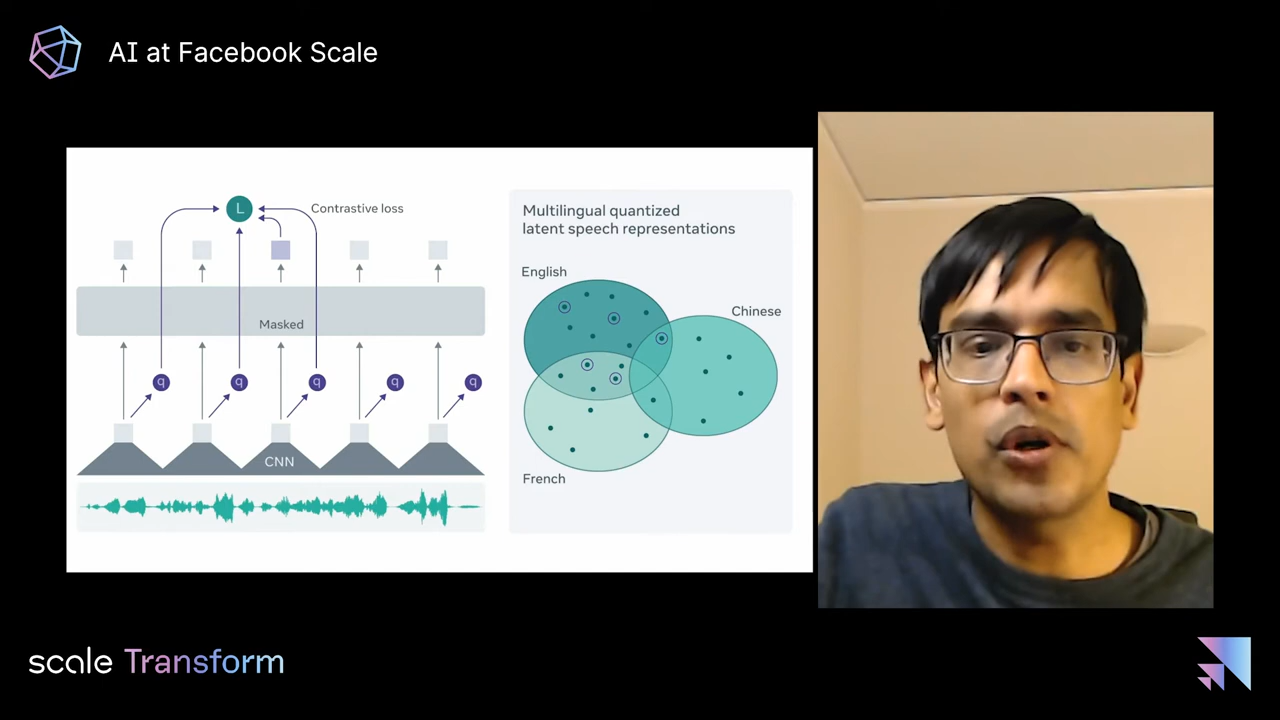 AI at Facebook Scale
L
Contrastive loss
Masked
q
q
q
q
q
CNN
Multilingual quantized
latent speech representations
English
Chinese
French
scale Transform